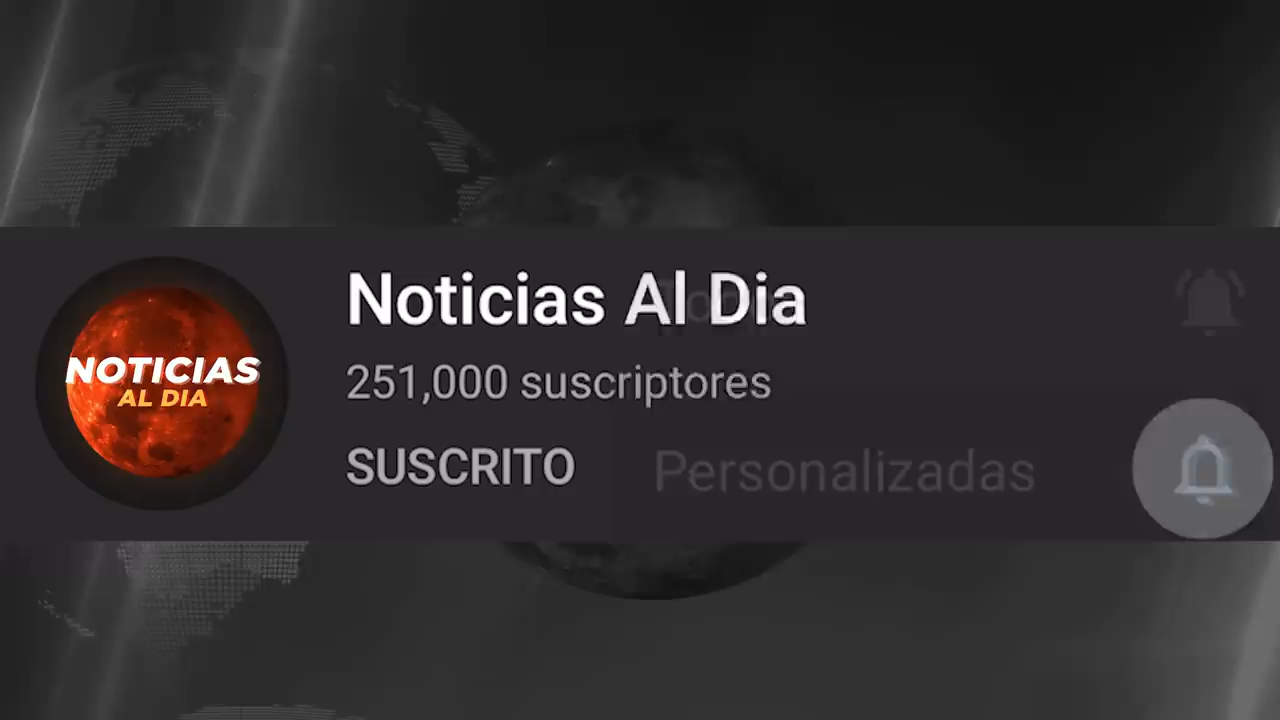 NOTICIAS
AL DIA
Noticias Al Dia
251,000 suscriptores
SUSCRITO
Personalizadas